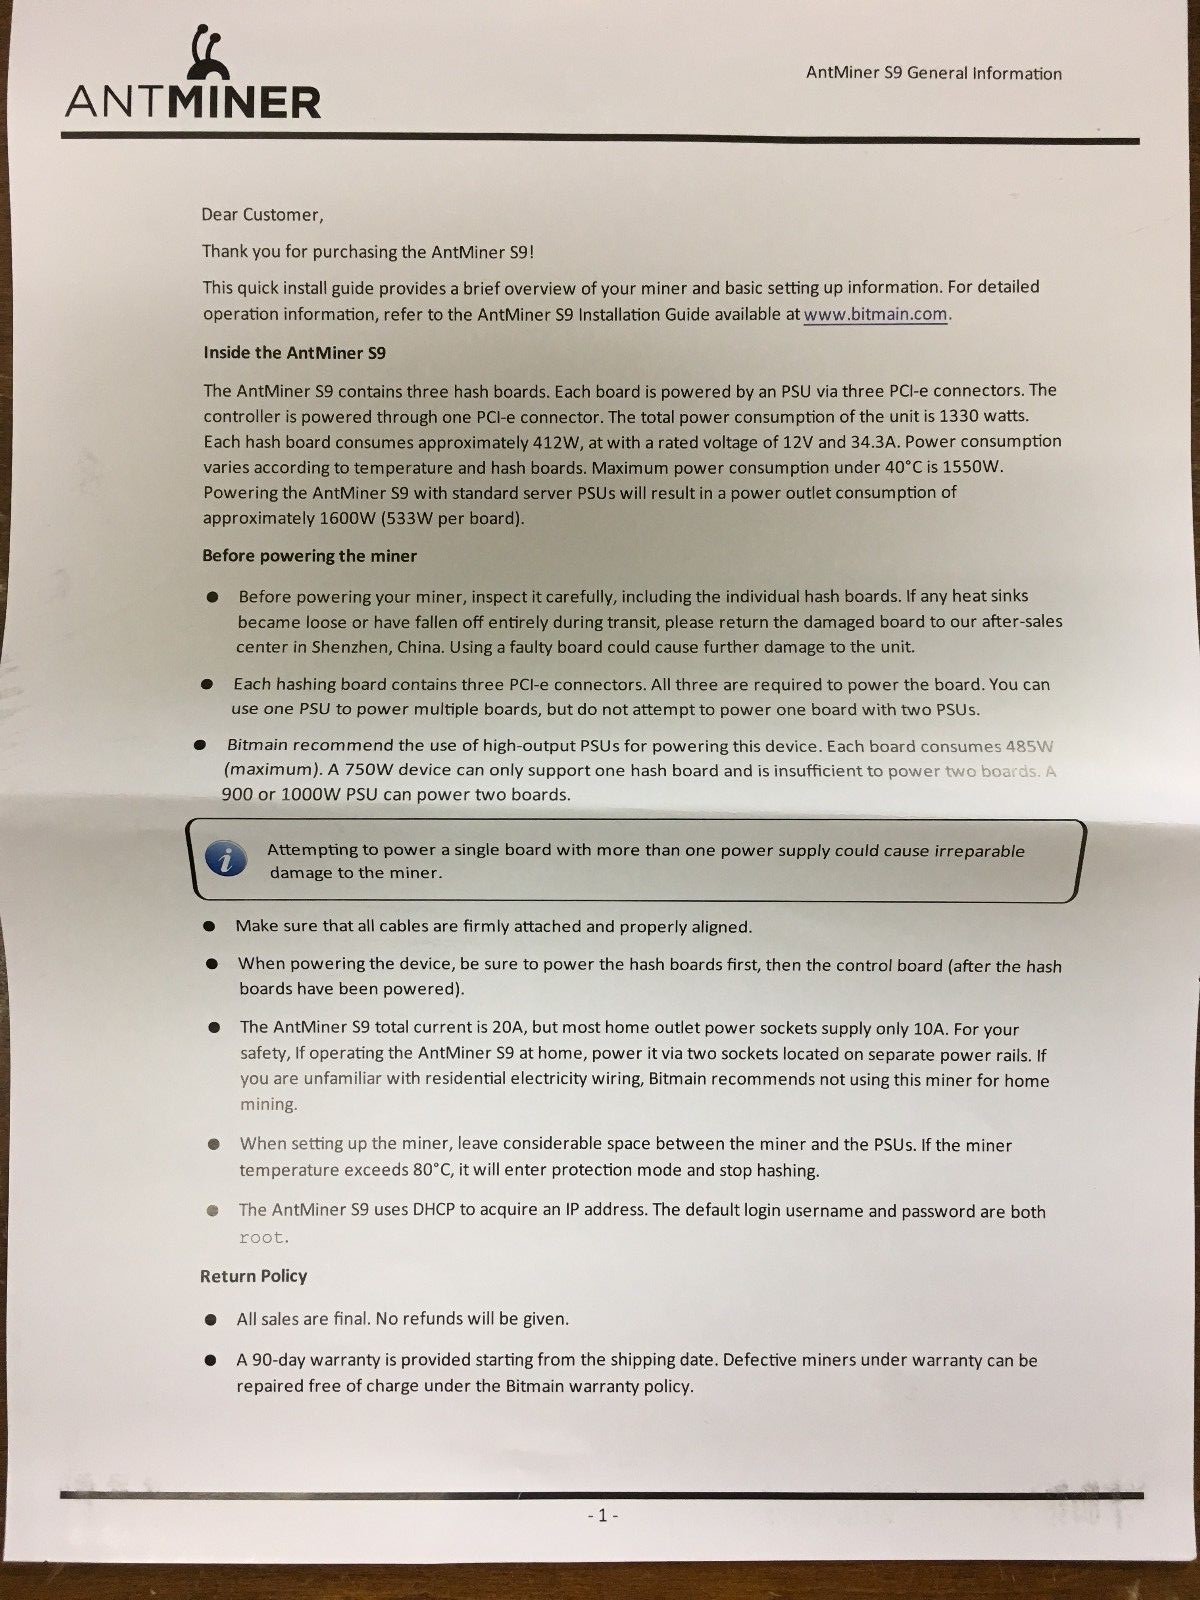 ANTMINER
AntMiner S9 General Information
Dear Customer,
Thank you for purchasing the AntMiner S9!
This quick install guide provides a brief overview of your miner and basic setting up information. For detailed
operation information, refer to the AntMiner S9 Installation Guide available at www.bitmain.com.
Inside the AntMiner S9
The AntMiner S9 contains three hash boards. Each board is powered by an PSU via three PCI-e connectors. The
controller is powered through one PCI-e connector. The total power consumption of the unit is 1330 watts.
Each hash board consumes approximately 412W, at with a rated voltage of 12V and 34.3A. Power consumption
varies according to temperature and hash boards. Maximum power consumption under 40°C is 1550W.
Powering the AntMiner S9 with standard server PSUs will result in a power outlet consumption of
approximately 1600W (533W per board).
Before powering the miner
● Before powering your miner, inspect it carefully, including the individual hash boards. If any heat sinks
became loose or have fallen off entirely during transit, please return the damaged board to our after-sales
center in Shenzhen, China. Using a faulty board could cause further damage to the unit.
● Each hashing board contains three PCI-e connectors. All three are required to power the board. You can
use one PSU to power multiple boards, but do not attempt to power one board with two PSUs.
● Bitmain recommend the use of high-output PSUs for powering this device. Each board consumes 485W
(maximum). A 750W device can only support one hash board and is insufficient to power two boards. A
900 or 1000W PSU can power two boards.
i Attempting to power a single board with more than one power supply could cause irreparable
damage to the miner.
● Make sure that all cables are firmly attached and properly aligned.
● When powering the device, be sure to power the hash boards first, then the control board (after the hash
boards have been powered).
● The AntMiner S9 total current is 20A, but most home outlet power sockets supply only 10A. For your
safety, If operating the AntMiner S9 at home, power it via two sockets located on separate power rails. If
you are unfamiliar with residential electricity wiring, Bitmain recommends not using this miner for home
mining.
● When setting up the miner, leave considerable space between the miner and the PSUs. If the miner
temperature exceeds 80°C, it will enter protection mode and stop hashing.
● The AntMiner S9 uses DHCP to acquire an IP address. The default login username and password are both
root.
Return Policy
● All sales are final. No refunds will be given.
● A 90-day warranty is provided starting from the shipping date. Defective miners under warranty can be
repaired free of charge under the Bitmain warranty policy.
- 1 -